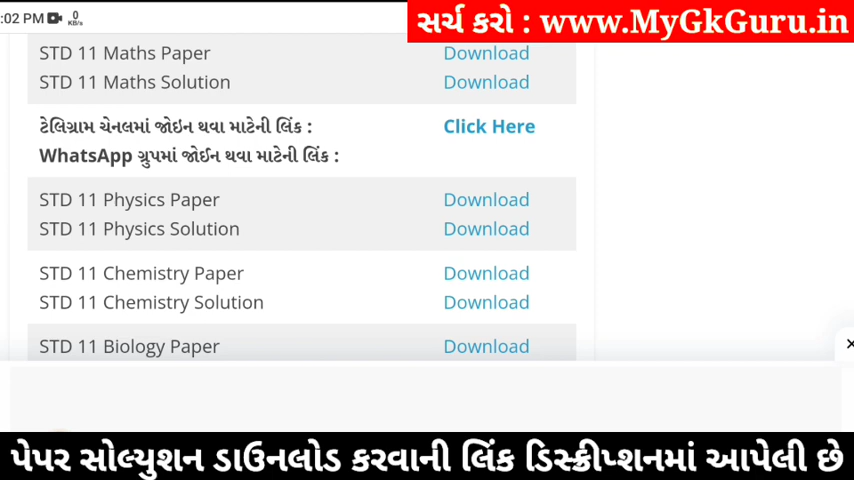 :02 PM 0 KB/s
સર્ચ કરો : www.MyGkGuru.in
STD 11 Maths Paper Download
STD 11 Maths Solution Download
ટેલિગ્રામ ચેનલમાં જોઇન થવા માટેની લિંક : Click Here
WhatsApp ગ્રુપમાં જોઈન થવા માટેની લિંક :
STD 11 Physics Paper Download
STD 11 Physics Solution Download
STD 11 Chemistry Paper Download
STD 11 Chemistry Solution Download
STD 11 Biology Paper Download
પેપર સોલ્યુશન ડાઉનલોડ કરવાની લિંક ડિસ્ક્રીપ્શનમાં આપેલી છે